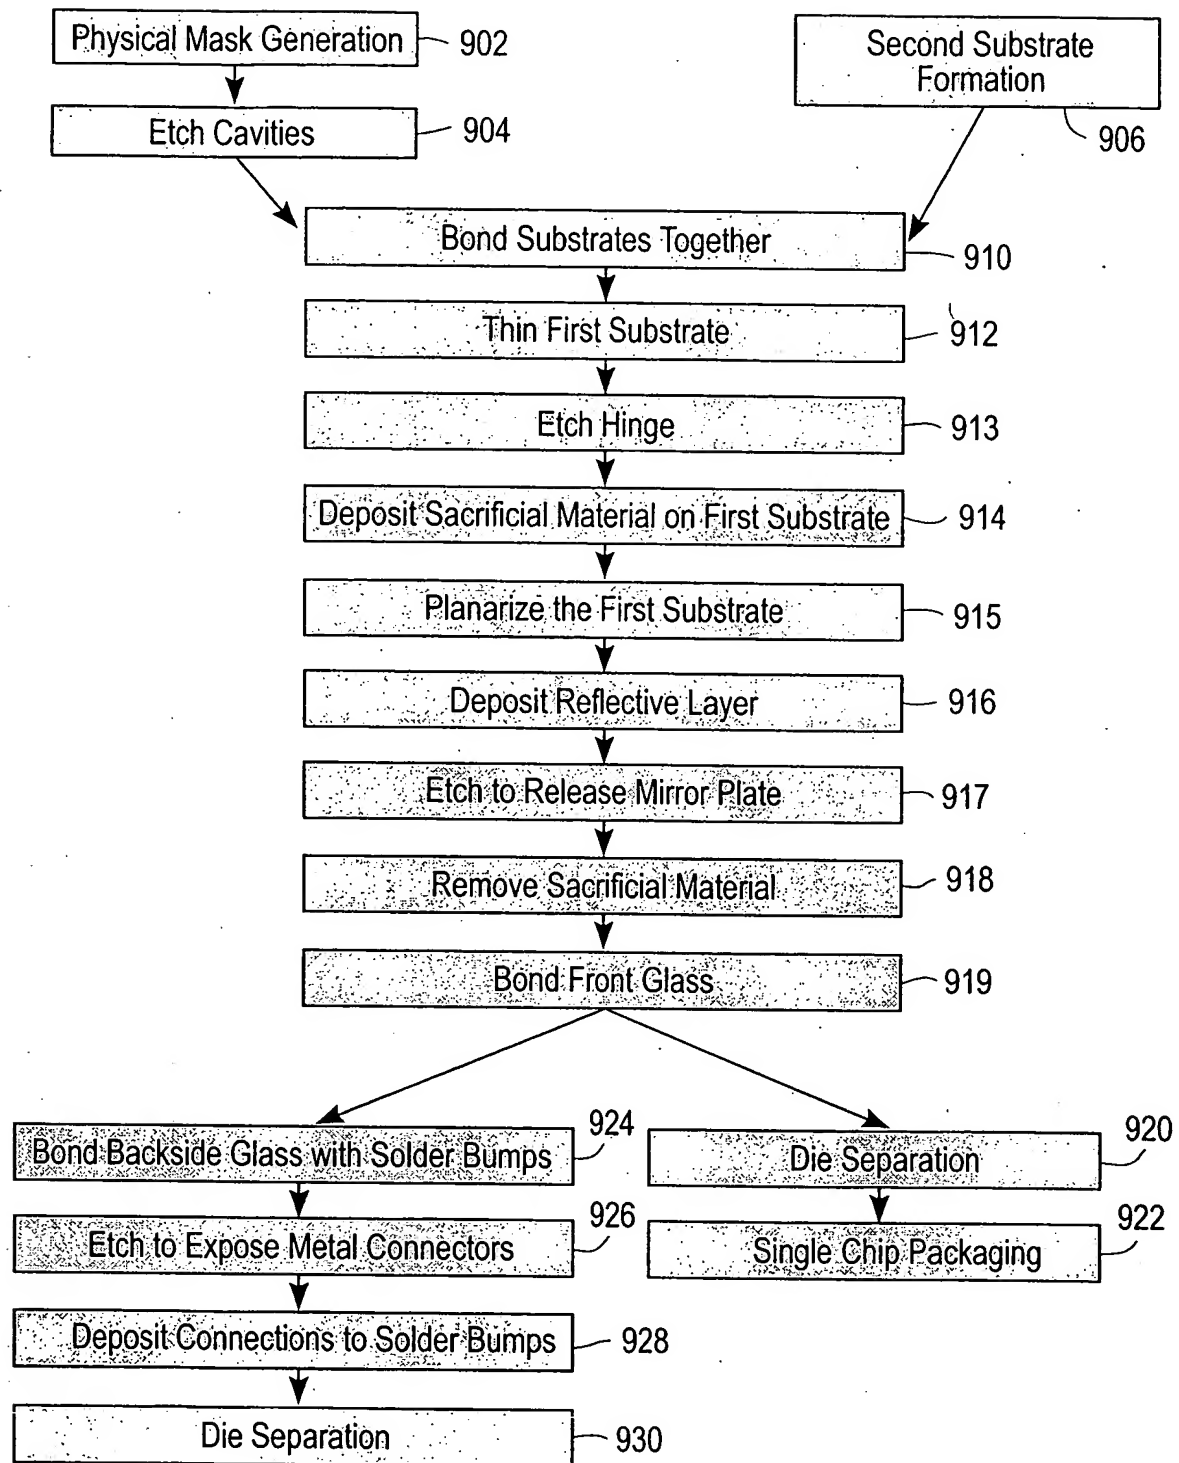 Physical Mask Generation
902
Second Substrate
Formation
906
Etch Cavities
904
Bond Substrates Together
910
Thin First Substrate
912
Etch Hinge
913
Deposit Sacrificial Material on First Substrate
914
Planarize the First Substrate
915
Deposit Reflective Layer
916
Etch to Release Mirror Plate
917
Remove Sacrificial Material
918
Bond Front Glass
919
Bond Backside Glass with Solder Bumps
924
Die Separation
920
Etch to Expose Metal Connectors
926
Single Chip Packaging
922
Deposit Connections to Solder Bumps
928
Die Separation
930